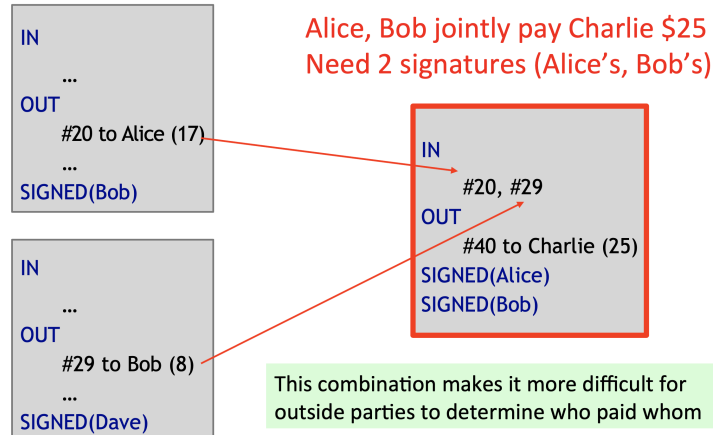 Alice, Bob jointly pay Charlie $25
Need 2 signatures (Alice's, Bob's)
IN
...
OUT
#20 to Alice (17)
...
SIGNED(Bob)
IN
...
OUT
#29 to Bob (8)
...
SIGNED(Dave)
IN
#20, #29
OUT
#40 to Charlie (25)
SIGNED(Alice)
SIGNED(Bob)
This combination makes it more difficult for
outside parties to determine who paid whom